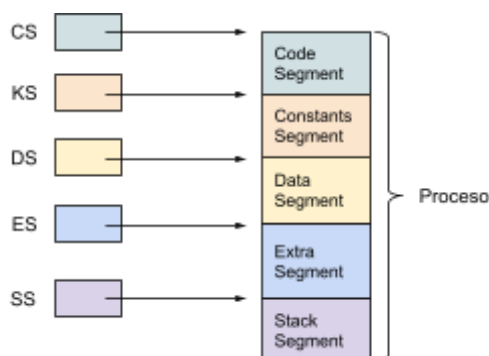 CS
Code
Segment
KS
Constants
Segment
DS
Data
Segment
Proceso
ES
Extra
Segment
SS
Stack
Segment